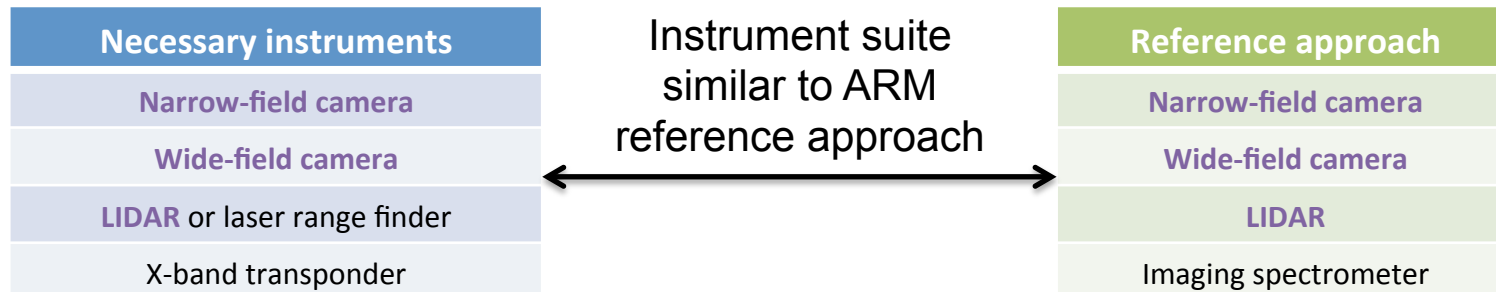 Necessary instruments
Narrow-field camera
Wide-field camera
LIDAR or laser range finder
X-band transponder
Instrument suite
similar to ARM
reference approach
Reference approach
Narrow-field camera
Wide-field camera
LIDAR
Imaging spectrometer